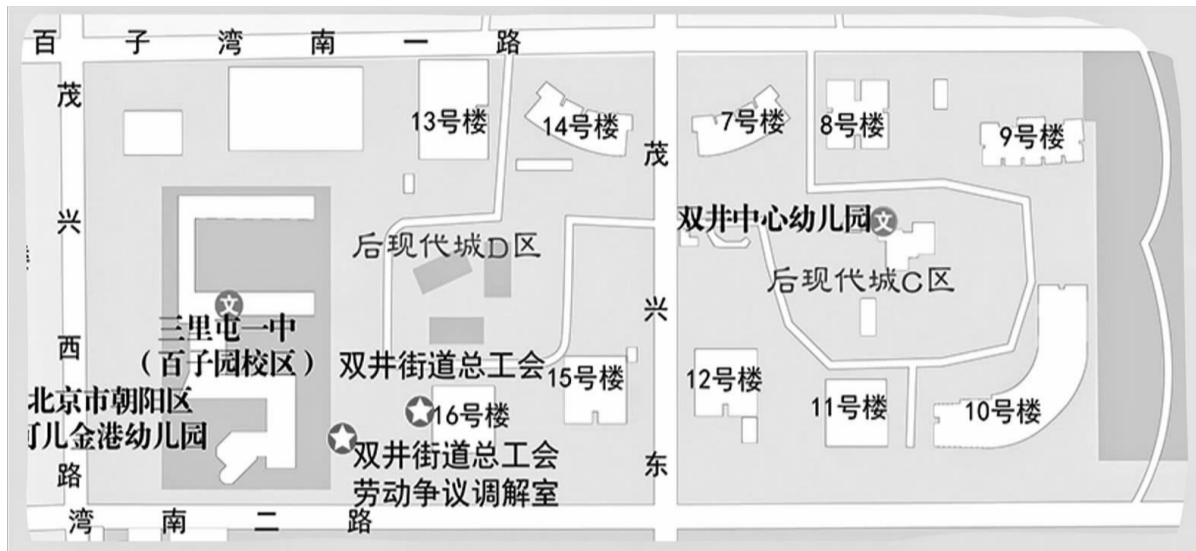 百子湾南一路
茂兴西路
13号楼
14号楼
茂兴东
7号楼
8号楼
9号楼
双井中心幼儿园
文
后现代城D区
后现代城C区
文
三里屯一中
（百子园校区）
双井街道总工会
15号楼
12号楼
11号楼
10号楼
16号楼
北京市朝阳区
可儿金港幼儿园
双井街道总工会
劳动争议调解室
湾南二路